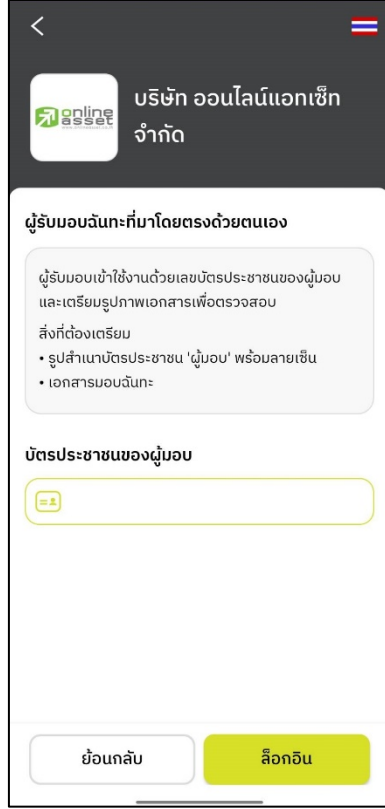 บริษัท ออนไลน์แอทเซ็ท
จำกัด
online
asset
ผู้รับมอบฉันทะที่มาโดยตรงด้วยตนเอง
ผู้รับมอบเข้าใช้งานด้วยเลขบัตรประชาชนของผู้มอบ
และเตรียมรูปภาพเอกสารเพื่อตรวจสอบ
สิ่งที่ต้องเตรียม
• รูปสำเนาบัตรประชาชน 'ผู้มอบ' พร้อมลายเซ็น
• เอกสารมอบฉันทะ
บัตรประชาชนของผู้มอบ
ย้อนกลับ
ล็อกอิน